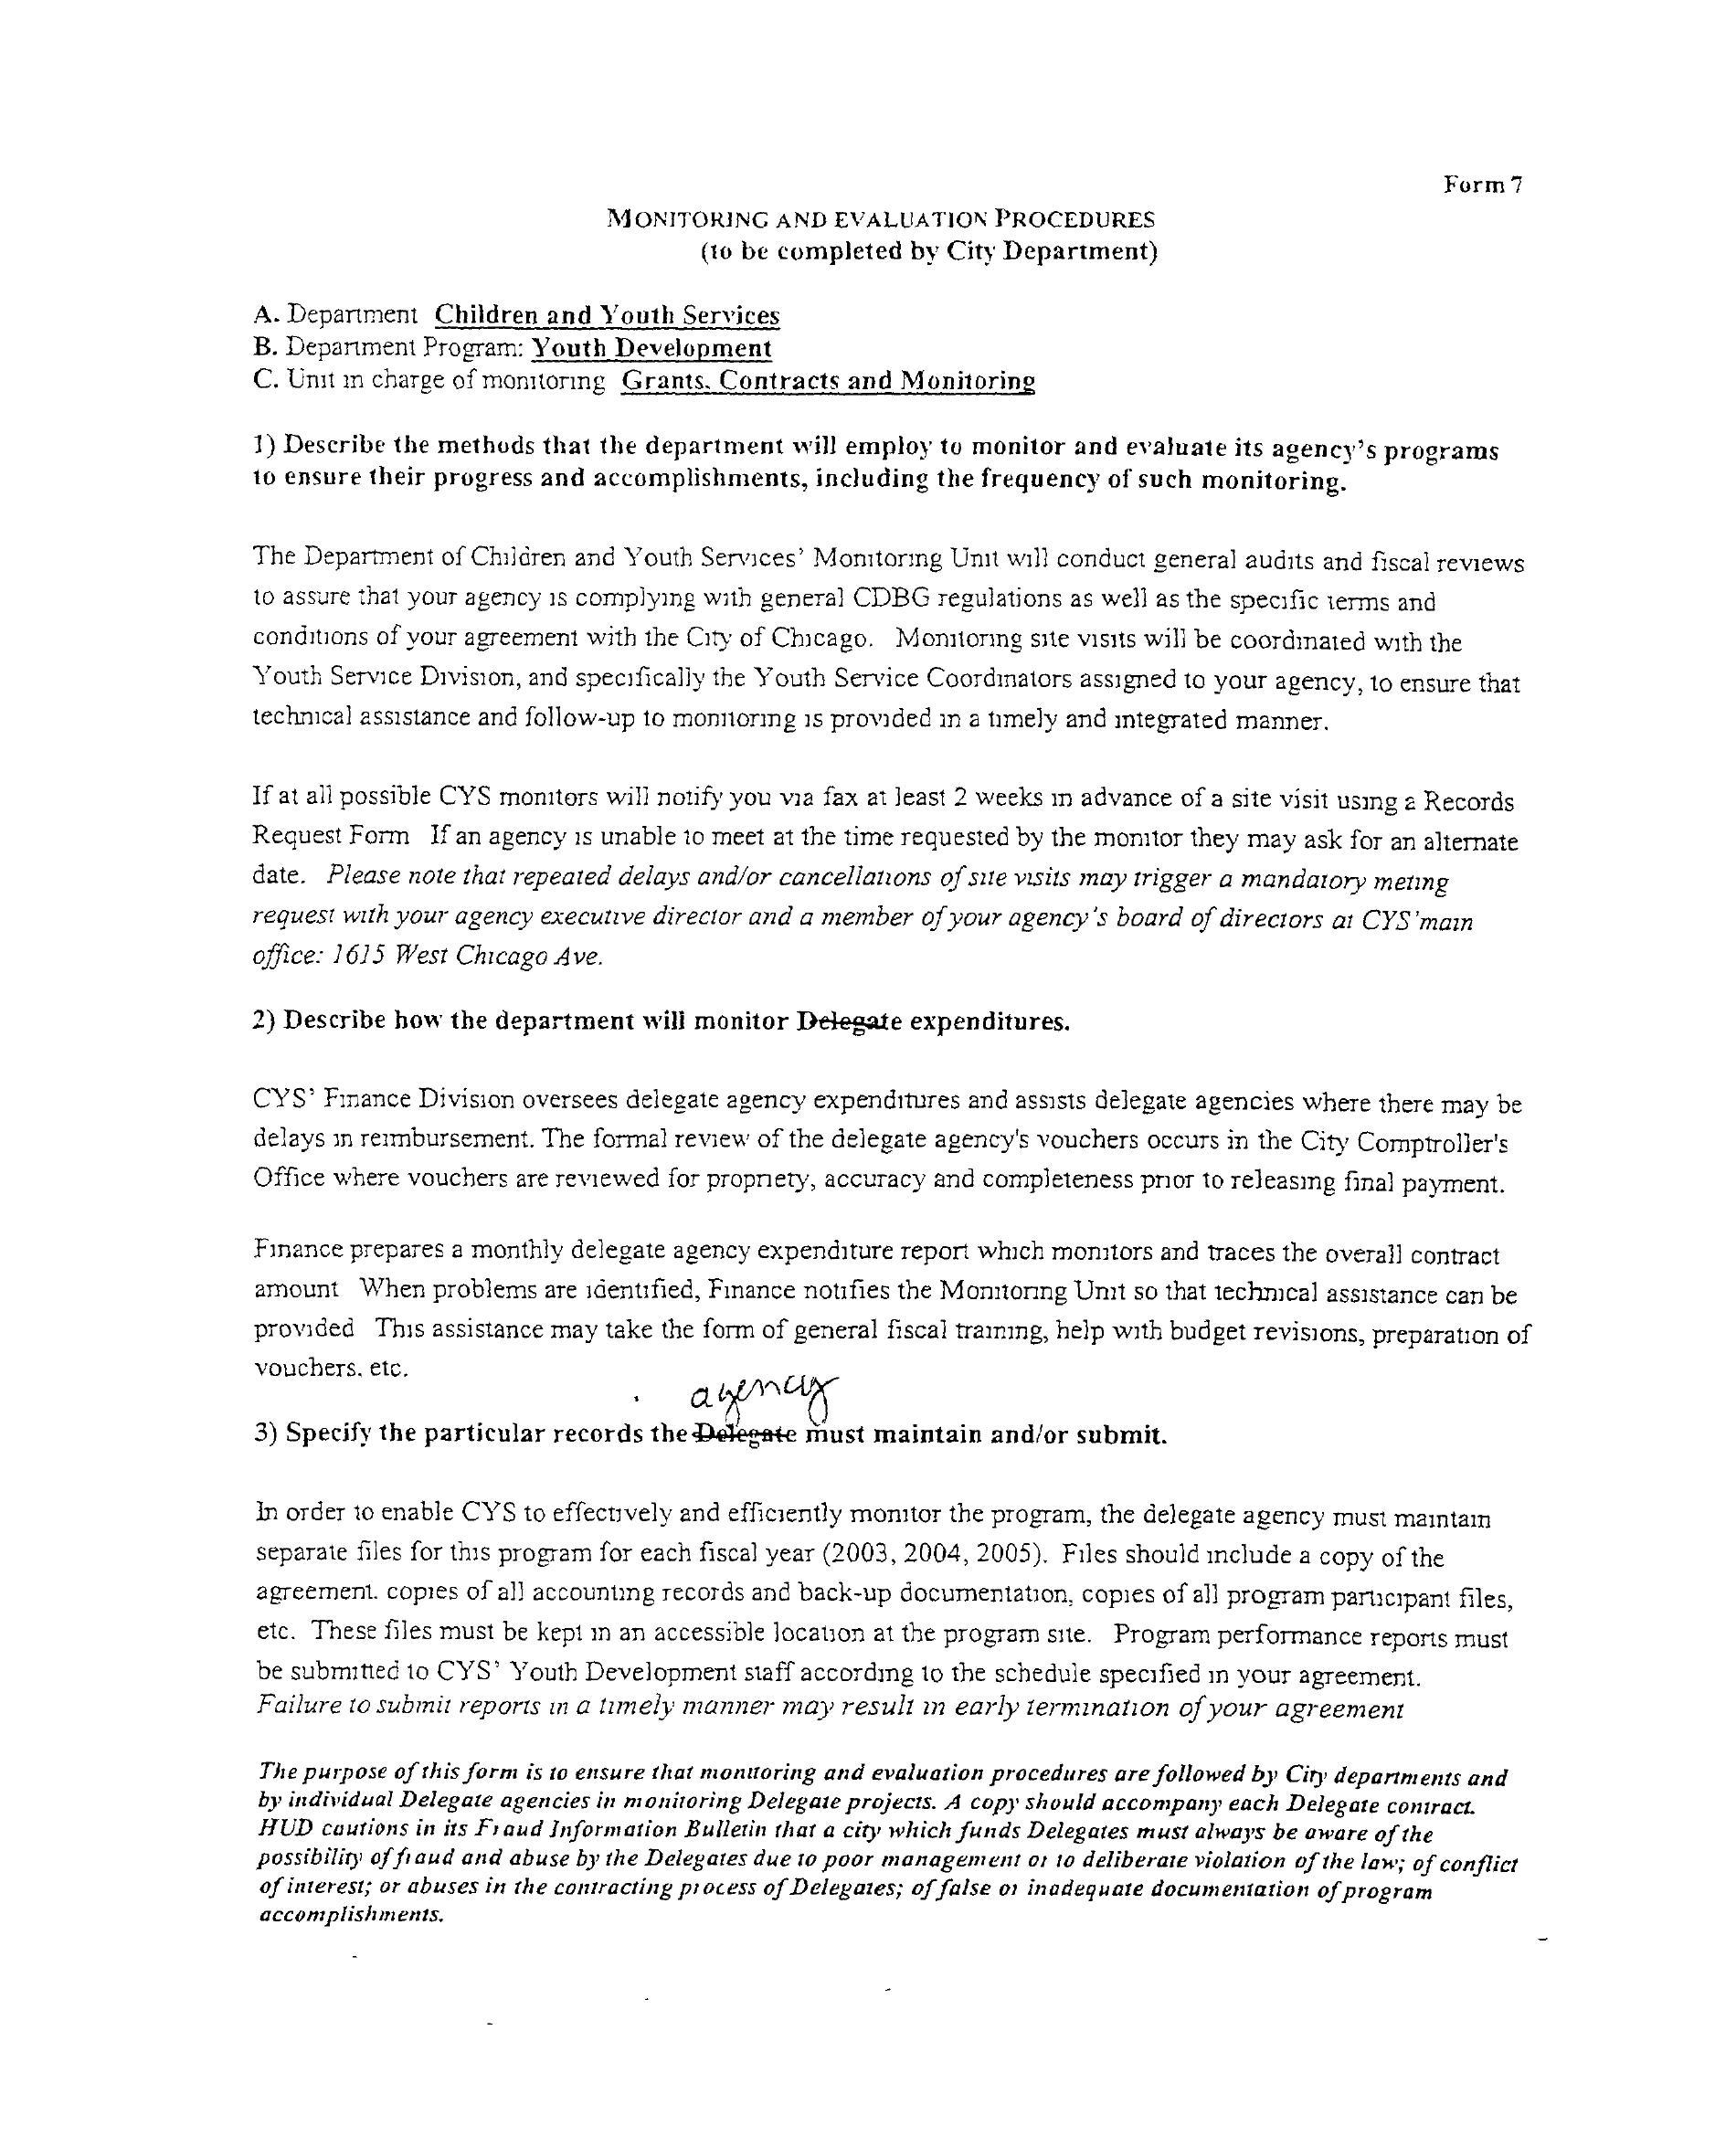 Form 7
MONITORING AND EVALUATION PROCEDURES
(to be completed by City Department)
A. Department Children and Youth Services
B. Department Program: Youth Development
C. Unit in charge of monitoring Grants, Contracts and Monitoring
1) Describe the methods that the department will employ to monitor and evaluate its agency's programs
to ensure their progress and accomplishments, including the frequency of such monitoring.
The Department of Children and Youth Services' Monitoring Unit will conduct general audits and fiscal reviews
to assure that your agency is complying with general CDBG regulations as well as the specific terms and
conditions of your agreement with the City of Chicago. Monitoring site visits will be coordinated with the
Youth Service Division, and specifically the Youth Service Coordinators assigned to your agency, to ensure that
technical assistance and follow-up to monitoring is provided in a timely and integrated manner.
If at all possible CYS monitors will notify you via fax at least 2 weeks in advance of a site visit using a Records
Request Form If an agency is unable to meet at the time requested by the monitor they may ask for an alternate
date. Please note that repeated delays and/or cancellations of site visits may trigger a mandatory meting
request with your agency executive director and a member of your agency's board of directors at CYS'main
office: 1615 West Chicago Ave.
2) Describe how the department will monitor Delegate expenditures.
CYS' Finance Division oversees delegate agency expenditures and assists delegate agencies where there may be
delays in reimbursement. The formal review of the delegate agency's vouchers occurs in the City Comptroller's
Office where vouchers are reviewed for propriety, accuracy and completeness prior to releasing final payment.
Finance prepares a monthly delegate agency expenditure report which monitors and traces the overall contract
amount When problems are identified, Finance notifies the Monitoring Unit so that technical assistance can be
provided This assistance may take the form of general fiscal training, help with budget revisions, preparation of
vouchers, etc.
agency
3) Specify the particular records the Delegate must maintain and/or submit.
In order to enable CYS to effectively and efficiently monitor the program, the delegate agency must maintain
separate files for this program for each fiscal year (2003, 2004, 2005). Files should include a copy of the
agreement, copies of all accounting records and back-up documentation, copies of all program participant files,
etc. These files must be kept in an accessible location at the program site. Program performance reports must
be submitted to CYS' Youth Development staff according to the schedule specified in your agreement.
Failure to submit reports in a timely manner may result in early termination of your agreement
The purpose of this form is to ensure that monitoring and evaluation procedures are followed by City departments and
by individual Delegate agencies in monitoring Delegate projects. A copy should accompany each Delegate contract.
HUD cautions in its Fraud Information Bulletin that a city which funds Delegates must always be aware of the
possibility of fraud and abuse by the Delegates due to poor management or to deliberate violation of the law; of conflict
of interest; or abuses in the contracting process of Delegates; of false or inadequate documentation of program
accomplishments.